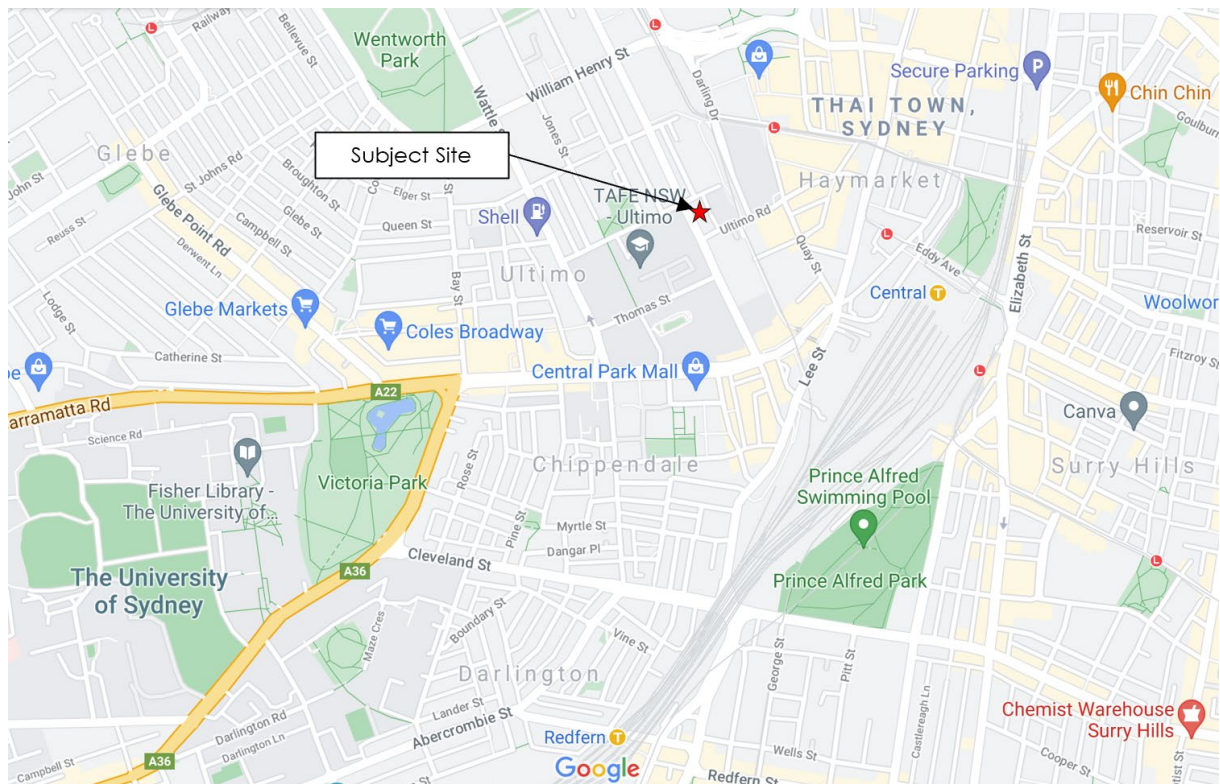 Railway
Bellevue St
Wentworth
Park
Wattle S
William Henry St
Jones St
Darling Dr
Secure Parking
P
Chin Chin
THAI TOWN,
SYDNEY
Goulburn
Glebe
Subject Site
St Johns Rd
John St
Broughton St
Elger St
Glebe St
Queen St
Campbell St
Glebe Point Rd
Derwent Ln
Reuss St
Lodge St
Shell
TAFE NSW
- Ultimo
Ultimo Rd
Haymarket
Quay St
Eddy Ave
Reservoir St
Elizabeth St
Ultimo
Bay St
Central
T
Woolwor
Glebe Markets
Thomas St
Coles Broadway
Catherine St
Central Park Mall
Lee St
Fitzroy St
be
A22
arramatta Rd
Science Rd
Canva
Surry Hills
Chippendale
Victoria Park
Rose St
Prince Alfred
Swimming Pool
Fisher Library -
The University of...
Pine St
Myrtle St
Dangar Pl
Cleveland St
A36
Prince Alfred Park
The University
of Sydney
Boundary St
Maze Cres
Vine St
George St
Pitt St
Darlington
Lander St
Abercrombie St
Castlereagh Ln
Chemist Warehouse
Surry Hills
Darlington Rd
Darlington Ln
Redfern
T
Wells St
Cooper St
A36
Campbell St
Google
Redfern St
tist St